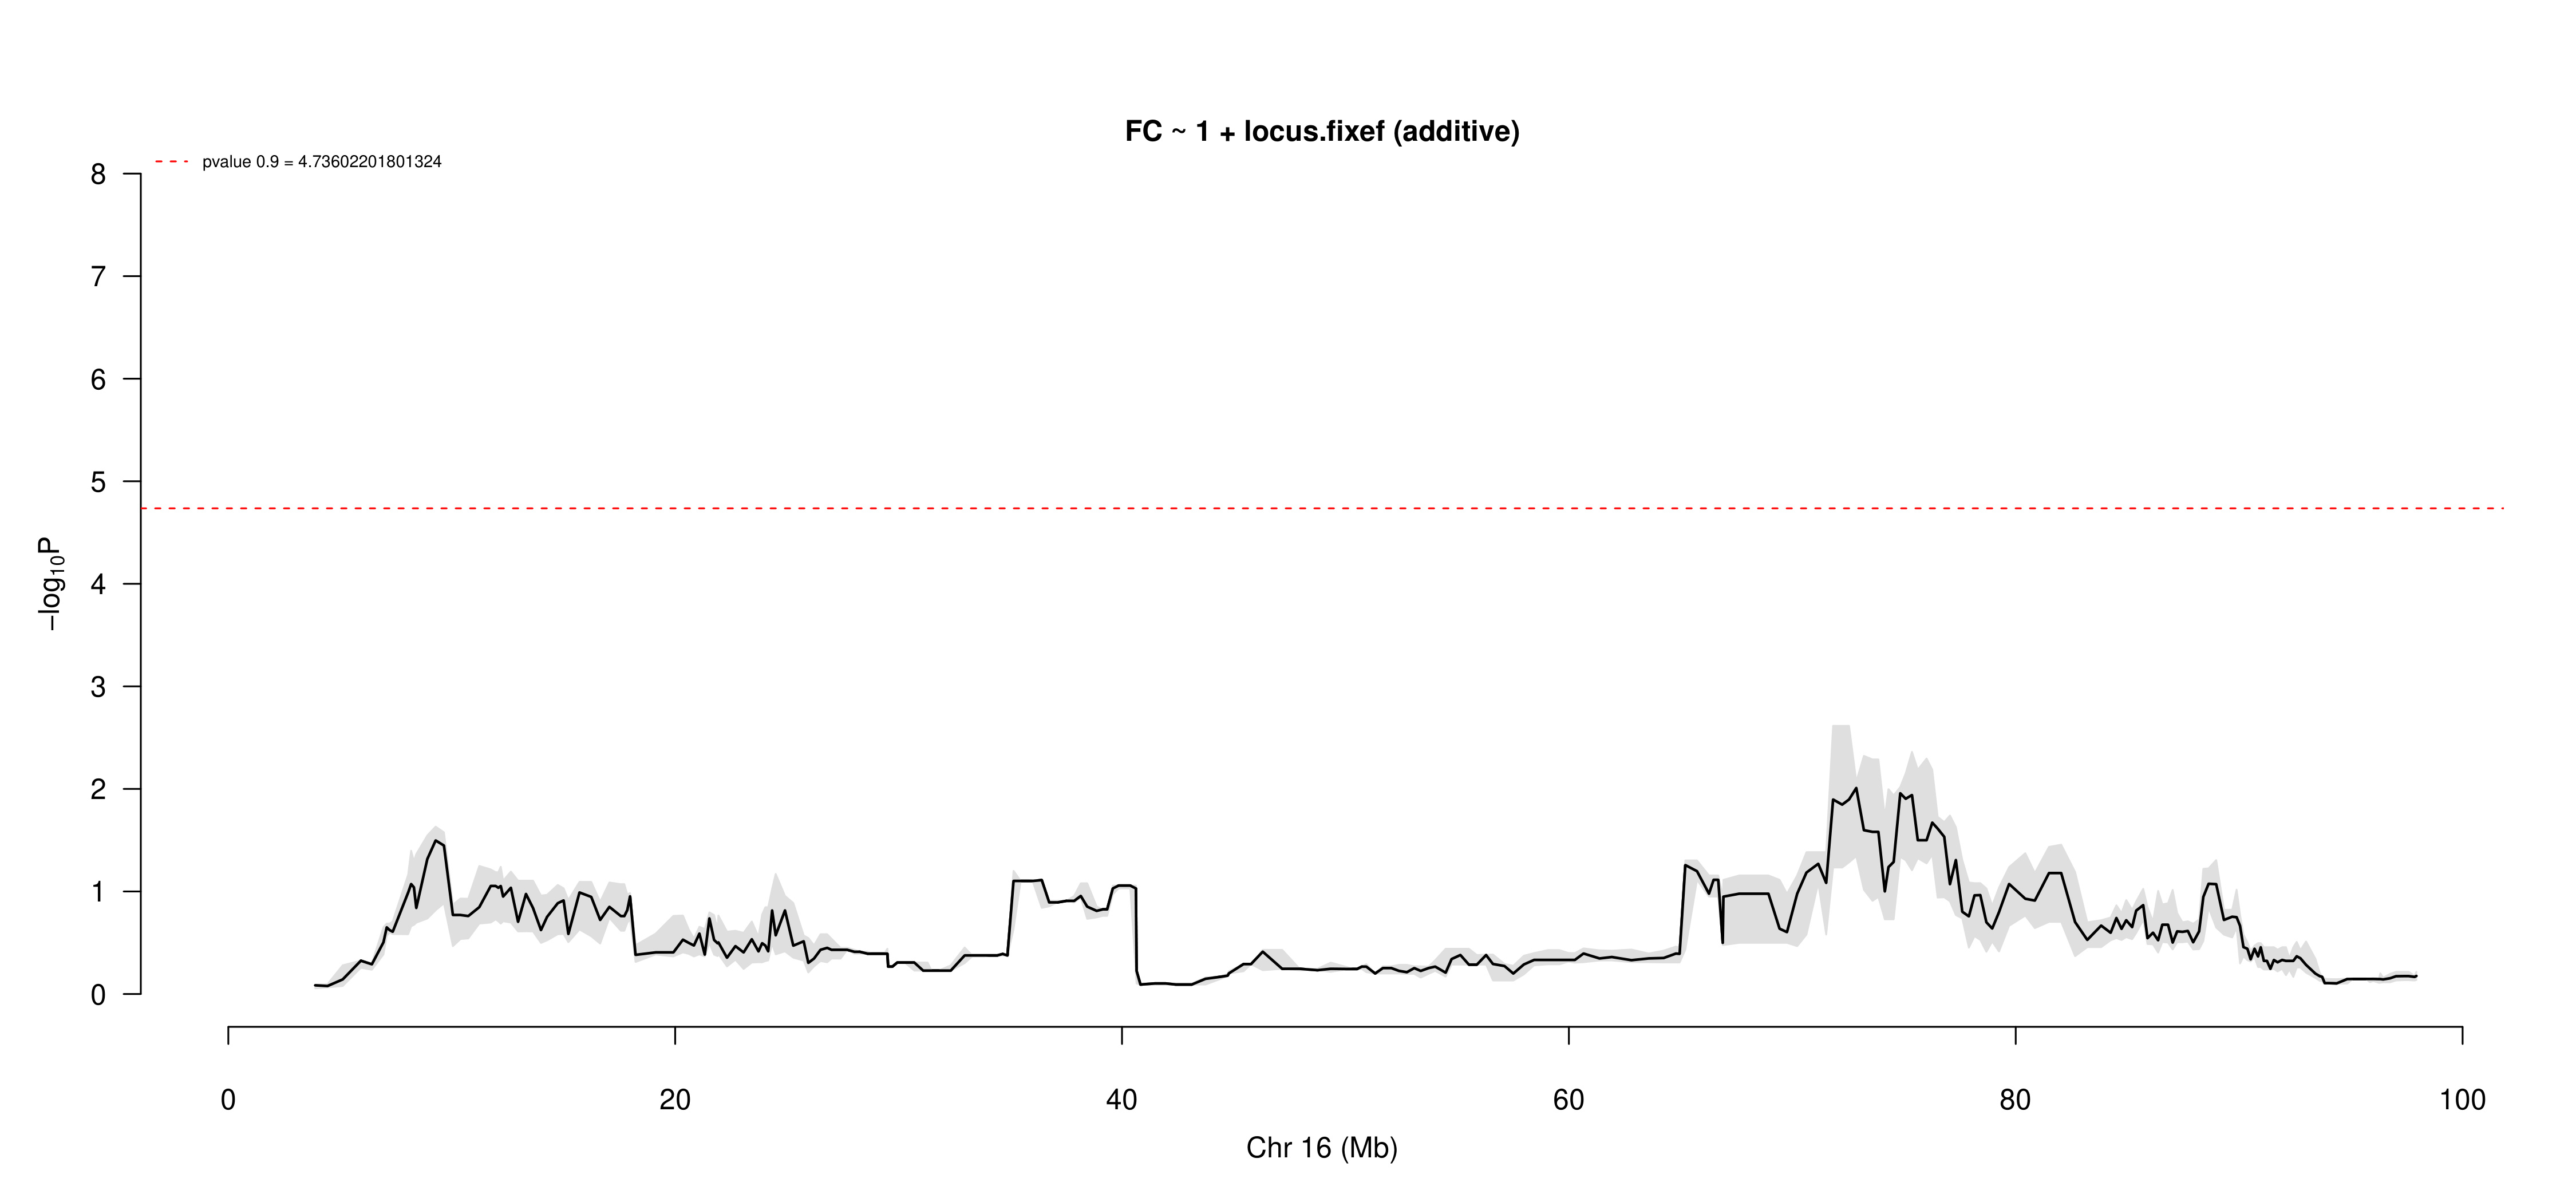 FC ~ 1 + locus.fixef (additive)
pvalue 0.9 = 4.73602201801324
8
7
6
5
4
3
2
1
0
−log10P
0 20 40 60 80 100
Chr 16 (Mb)